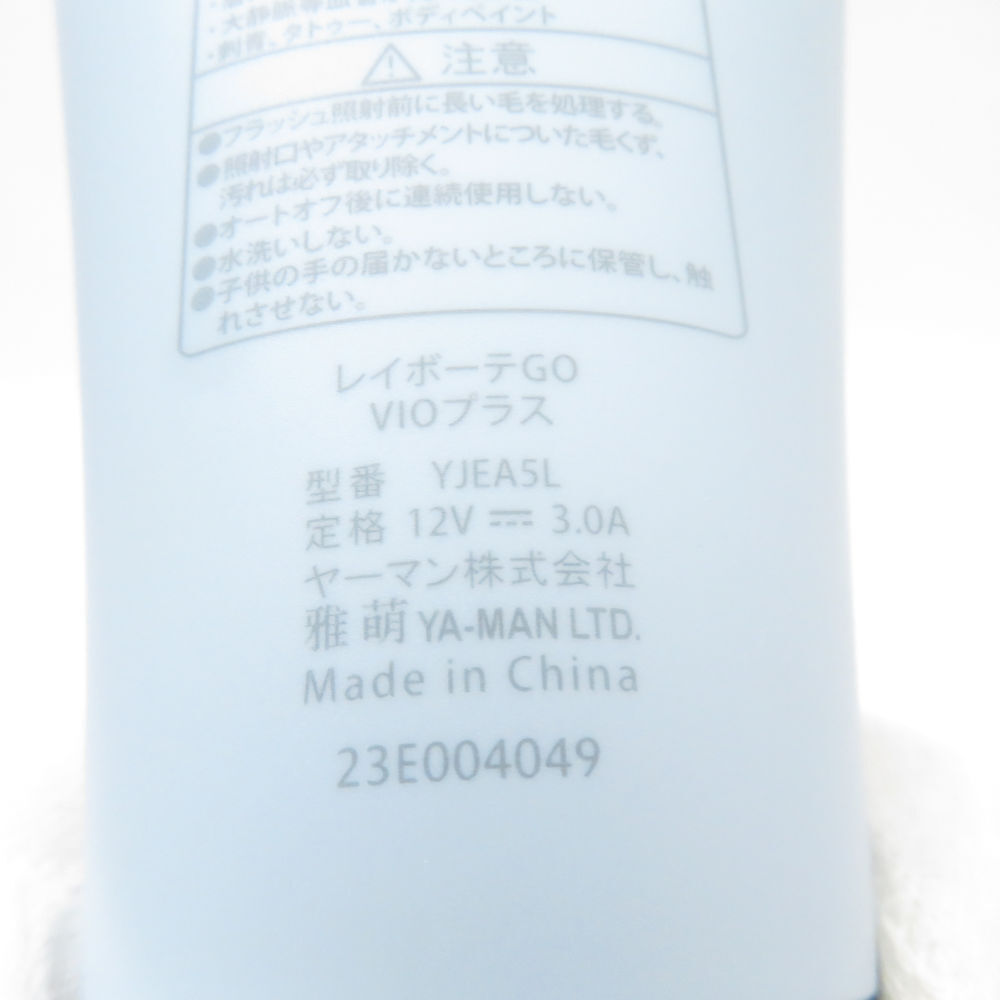 ・大静脈等血管
・刺青、タトゥー、ボディペイント
注意
●フラッシュ照射前に長い毛を処理する。
●照射口やアタッチメントについた毛くず、
汚れは必ず取り除く。
●オートオフ後に連続使用しない。
●水洗いしない。
●子供の手の届かないところに保管し、触
れさせない。
レイボーテGO
VIOプラス
型番 YJEA5L
定格 12V ⎓ 3.0A
ヤーマン株式会社
雅萌 YA-MAN LTD.
Made in China
23E004049